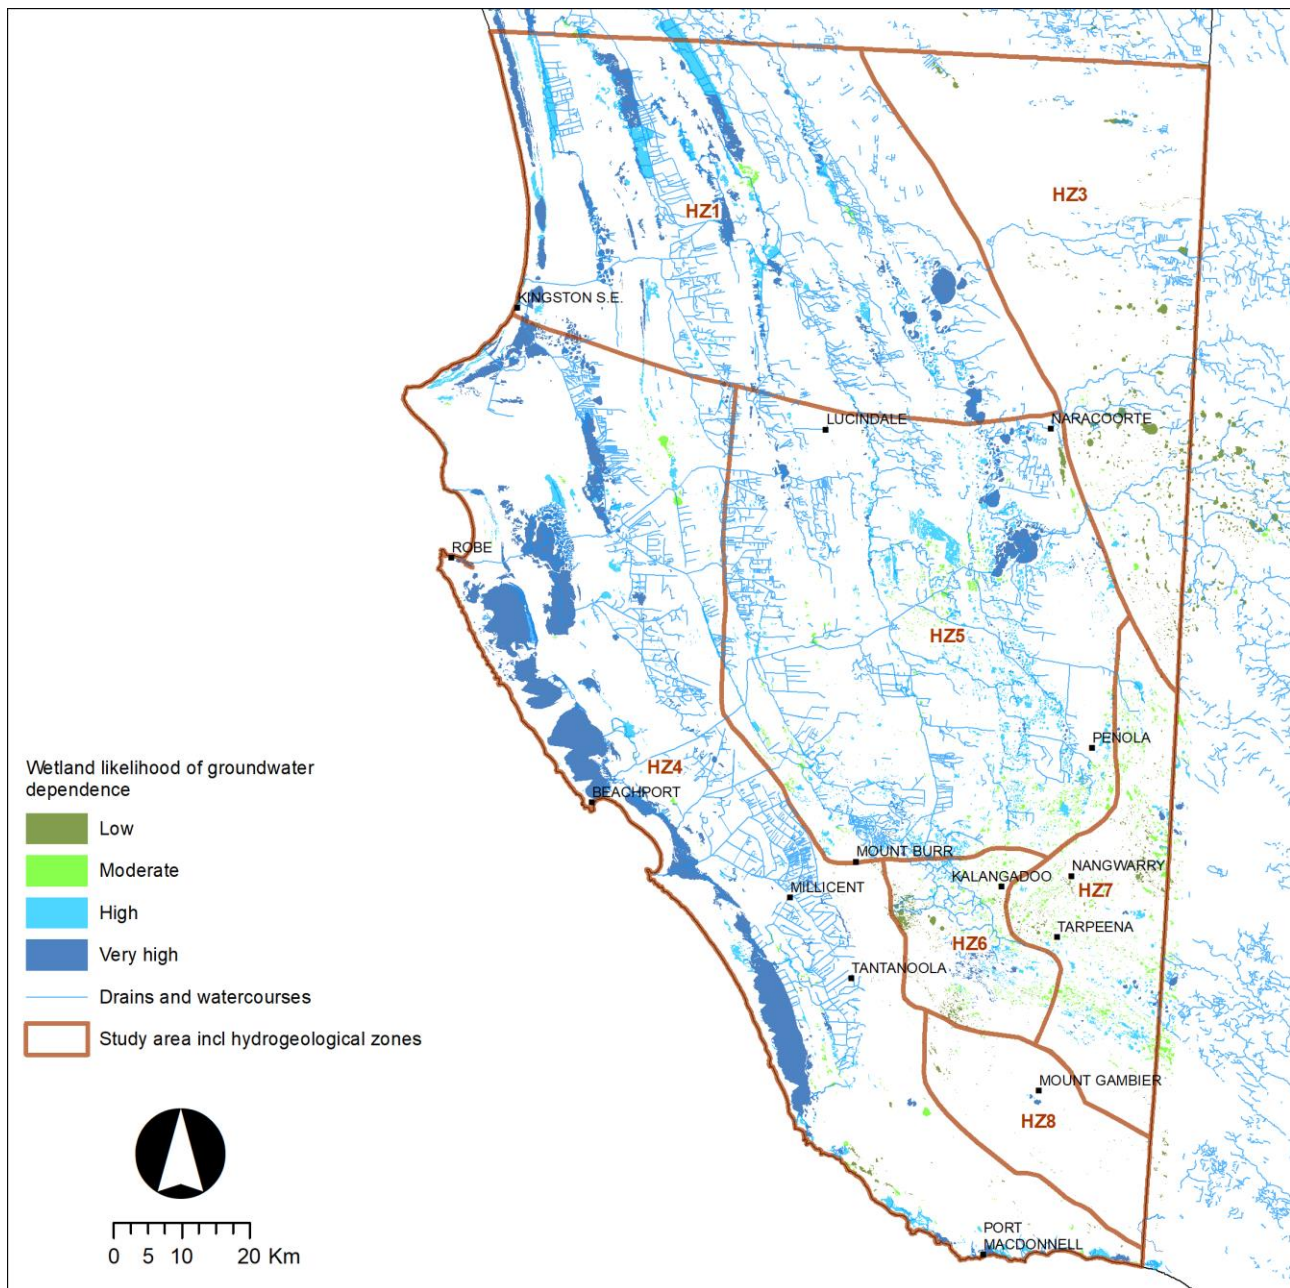 HZ3
HZ1
KINGSTON S.E.
LUCINDALE
NARACOORTE
ROBE
HZ5
PENOLA
HZ4
BEACHPORT
MOUNT BURR
KALANGADOO
NANGWARRY
HZ7
MILLICENT
TARPEENA
HZ6
TANTANOOLA
MOUNT GAMBIER
HZ8
PORT
MACDONNELL
Wetland likelihood of groundwater
dependence
Low
Moderate
High
Very high
Drains and watercourses
Study area incl hydrogeological zones
0 5 10 20 Km